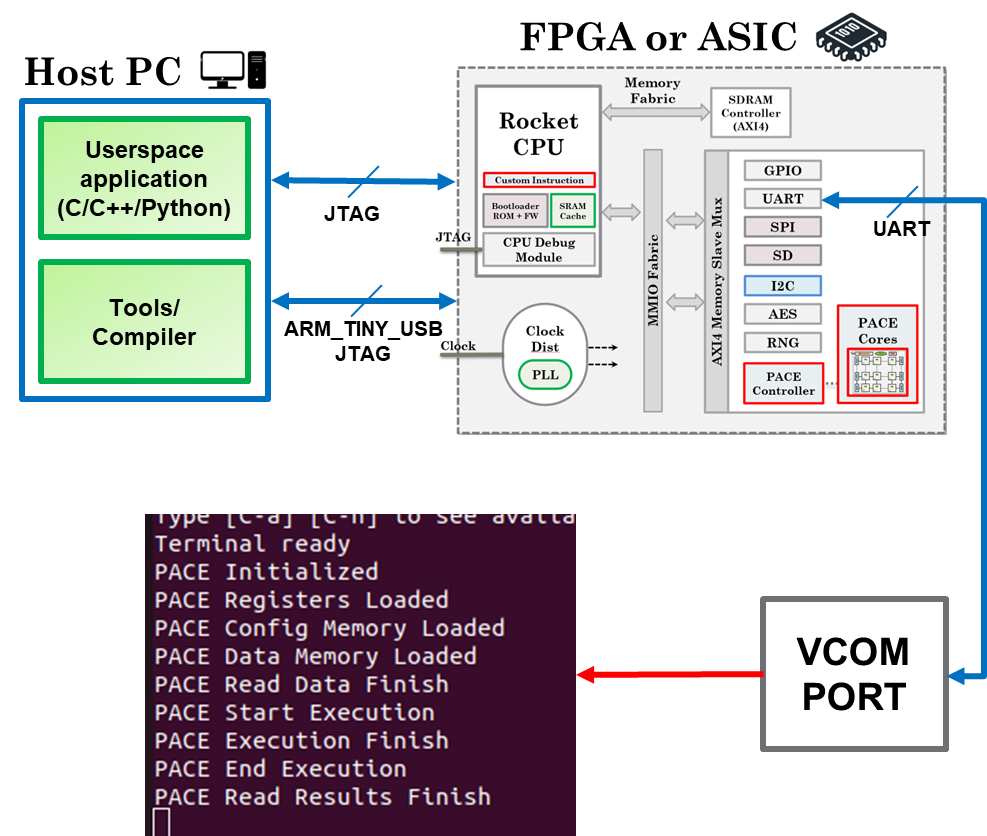 FPGA or ASIC
1010
Host PC
Userspace
application
(C/C++/Python)
Tools/
Compiler
JTAG
ARM_TINY_USB
JTAG
Memory
Fabric
SDRAM
Controller
(AXI4)
Rocket
CPU
Custom Instruction
Bootloader
ROM + FW
SRAM
Cache
JTAG
CPU Debug
Module
Clock
Clock
Dist
PLL
MMIO Fabric
AXI4 Memory Slave Mux
GPIO
UART
SPI
SD
I2C
AES
RNG
PACE
Controller
PACE
Cores
UART
VCOM
PORT
Terminal ready
PACE Initialized
PACE Registers Loaded
PACE Config Memory Loaded
PACE Data Memory Loaded
PACE Read Data Finish
PACE Start Execution
PACE Execution Finish
PACE End Execution
PACE Read Results Finish